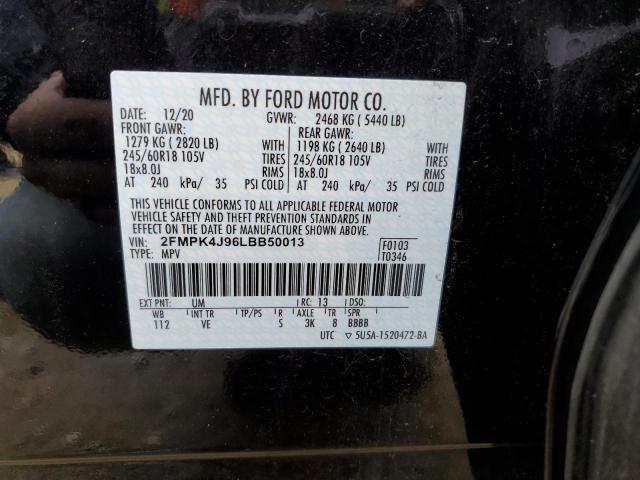 MFD. BY FORD MOTOR CO.
DATE: 12/20 GVWR: 2468 KG ( 5440 LB)
FRONT GAWR: REAR GAWR:
1279 KG ( 2820 LB) WITH 1198 KG ( 2640 LB) WITH
245/60R18 105V TIRES 245/60R18 105V TIRES
18x8.0J RIMS 18x8.0J RIMS
AT 240 kPa/ 35 PSI COLD AT 240 kPa/ 35 PSI COLD
THIS VEHICLE CONFORMS TO ALL APPLICABLE FEDERAL MOTOR
VEHICLE SAFETY AND THEFT PREVENTION STANDARDS IN
EFFECT ON THE DATE OF MANUFACTURE SHOWN ABOVE.
VIN: 2FMPK4J96LBB50013 F0103
TYPE: MPV T0346
EXT PNT: UM RC: 13 DSO:
WB INT TR TP/PS R AXLE TR SPR
112 VE S 3K 8 BBBB
UTC ▽5U5A-1520472-BA